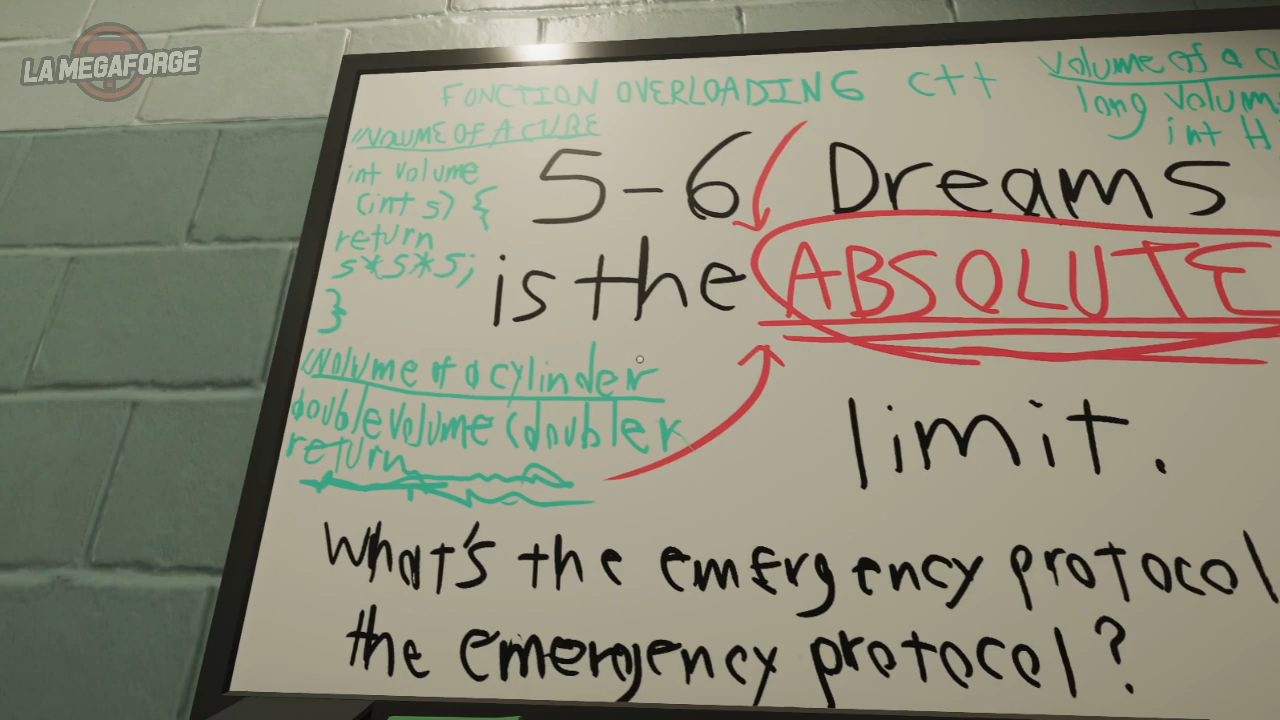 LA MEGAFORGE
FONCTION OVERLOADING C++
Volume of a
long Volum
int H
//VOLUME OF A CUBE
int Volume
(int s) {
return
s*s*s;
}
5-6 Dreams
is the ABSOLUTE
limit.
//Volume of a cylinder
double volume (double r
return
What's the emergency protocol
the emergency protocol?